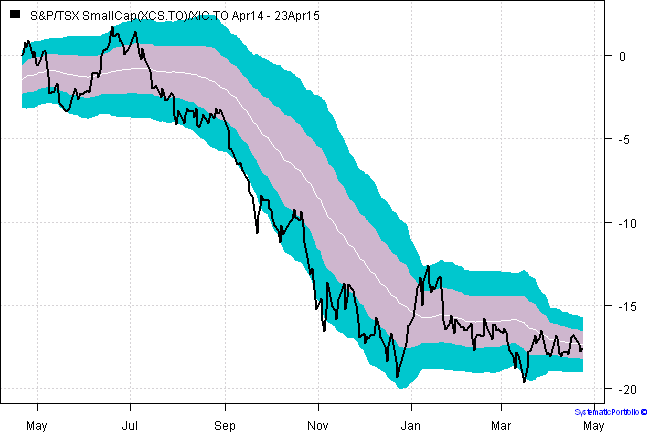 S&P/TSX SmallCap(XCS.TO)/XIC.TO Apr14 - 23Apr15
0
-5
-10
-15
-20
May Jul Sep Nov Jan Mar May
SystematicPortfolio ©